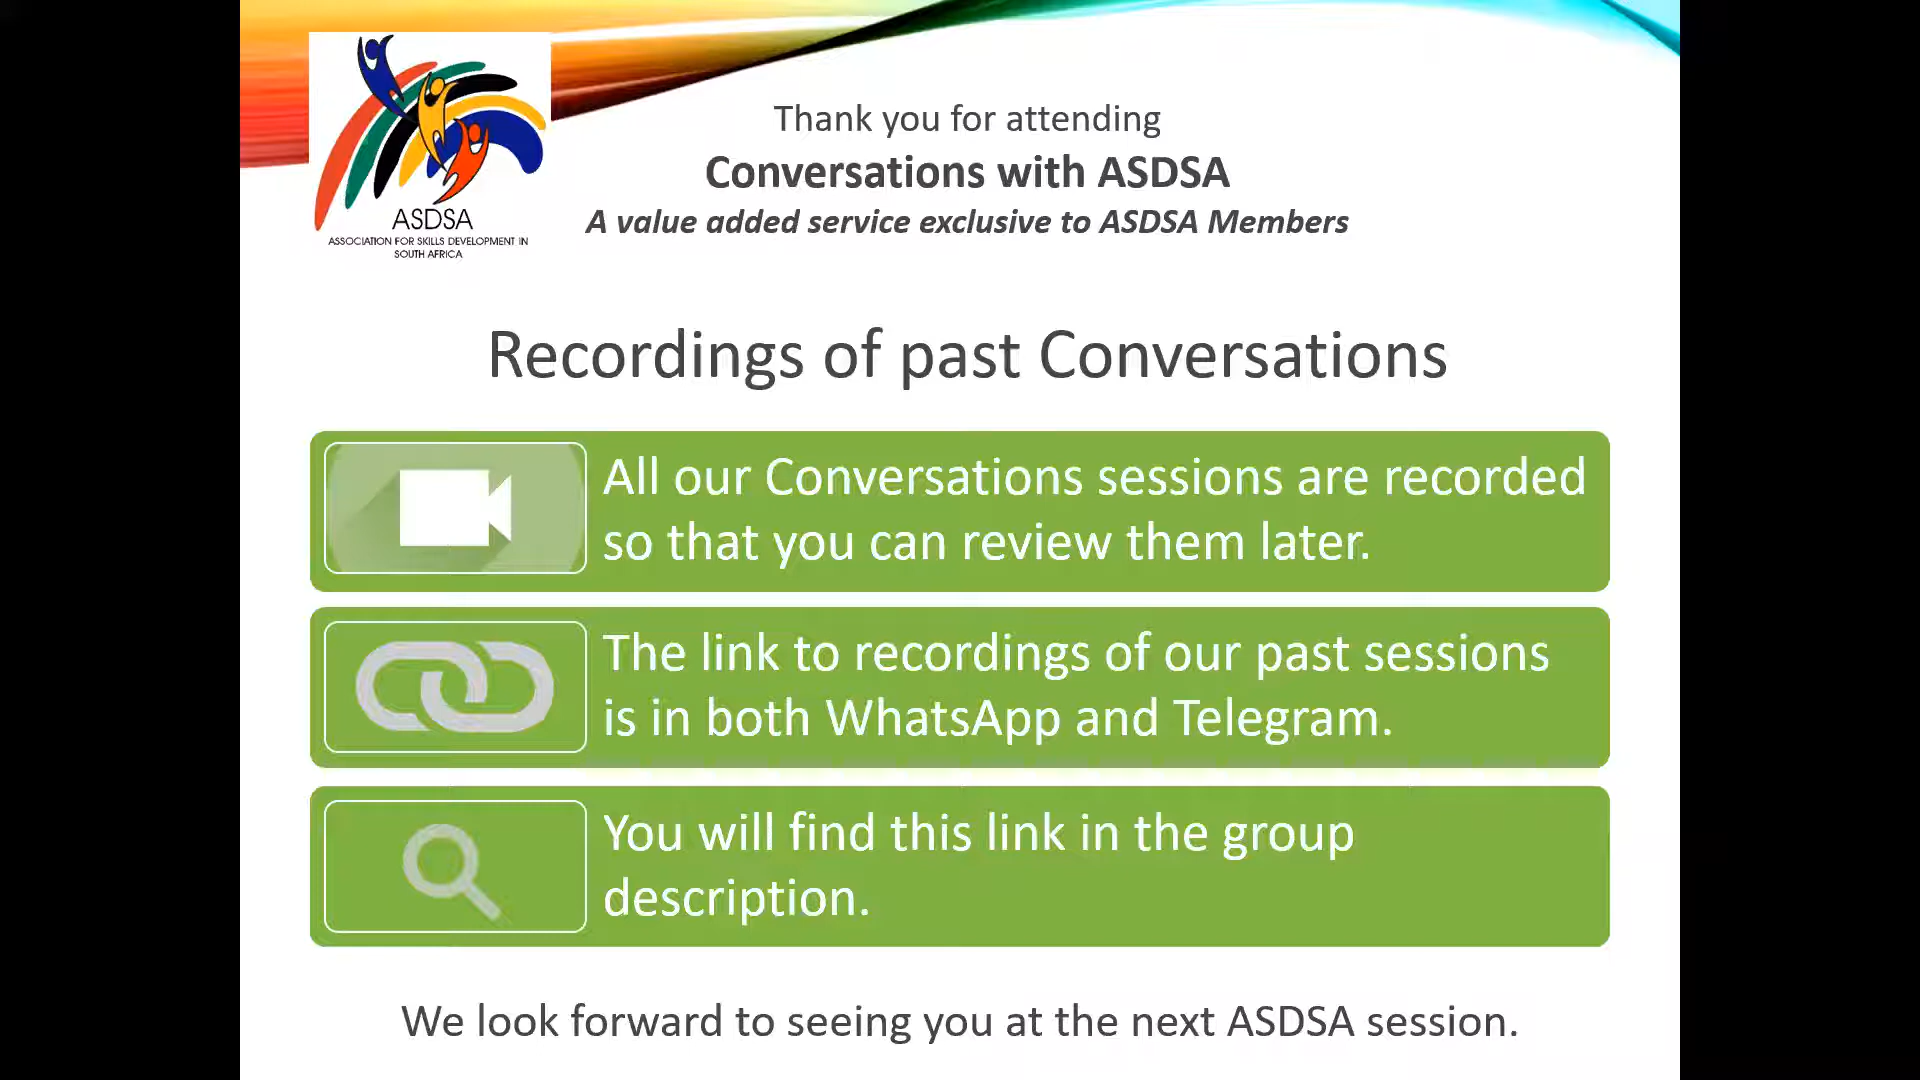 ASDSA
ASSOCIATION FOR SKILLS DEVELOPMENT IN
SOUTH AFRICA
Thank you for attending
Conversations with ASDSA
A value added service exclusive to ASDSA Members
Recordings of past Conversations
All our Conversations sessions are recorded
so that you can review them later.
The link to recordings of our past sessions
is in both WhatsApp and Telegram.
You will find this link in the group
description.
We look forward to seeing you at the next ASDSA session.